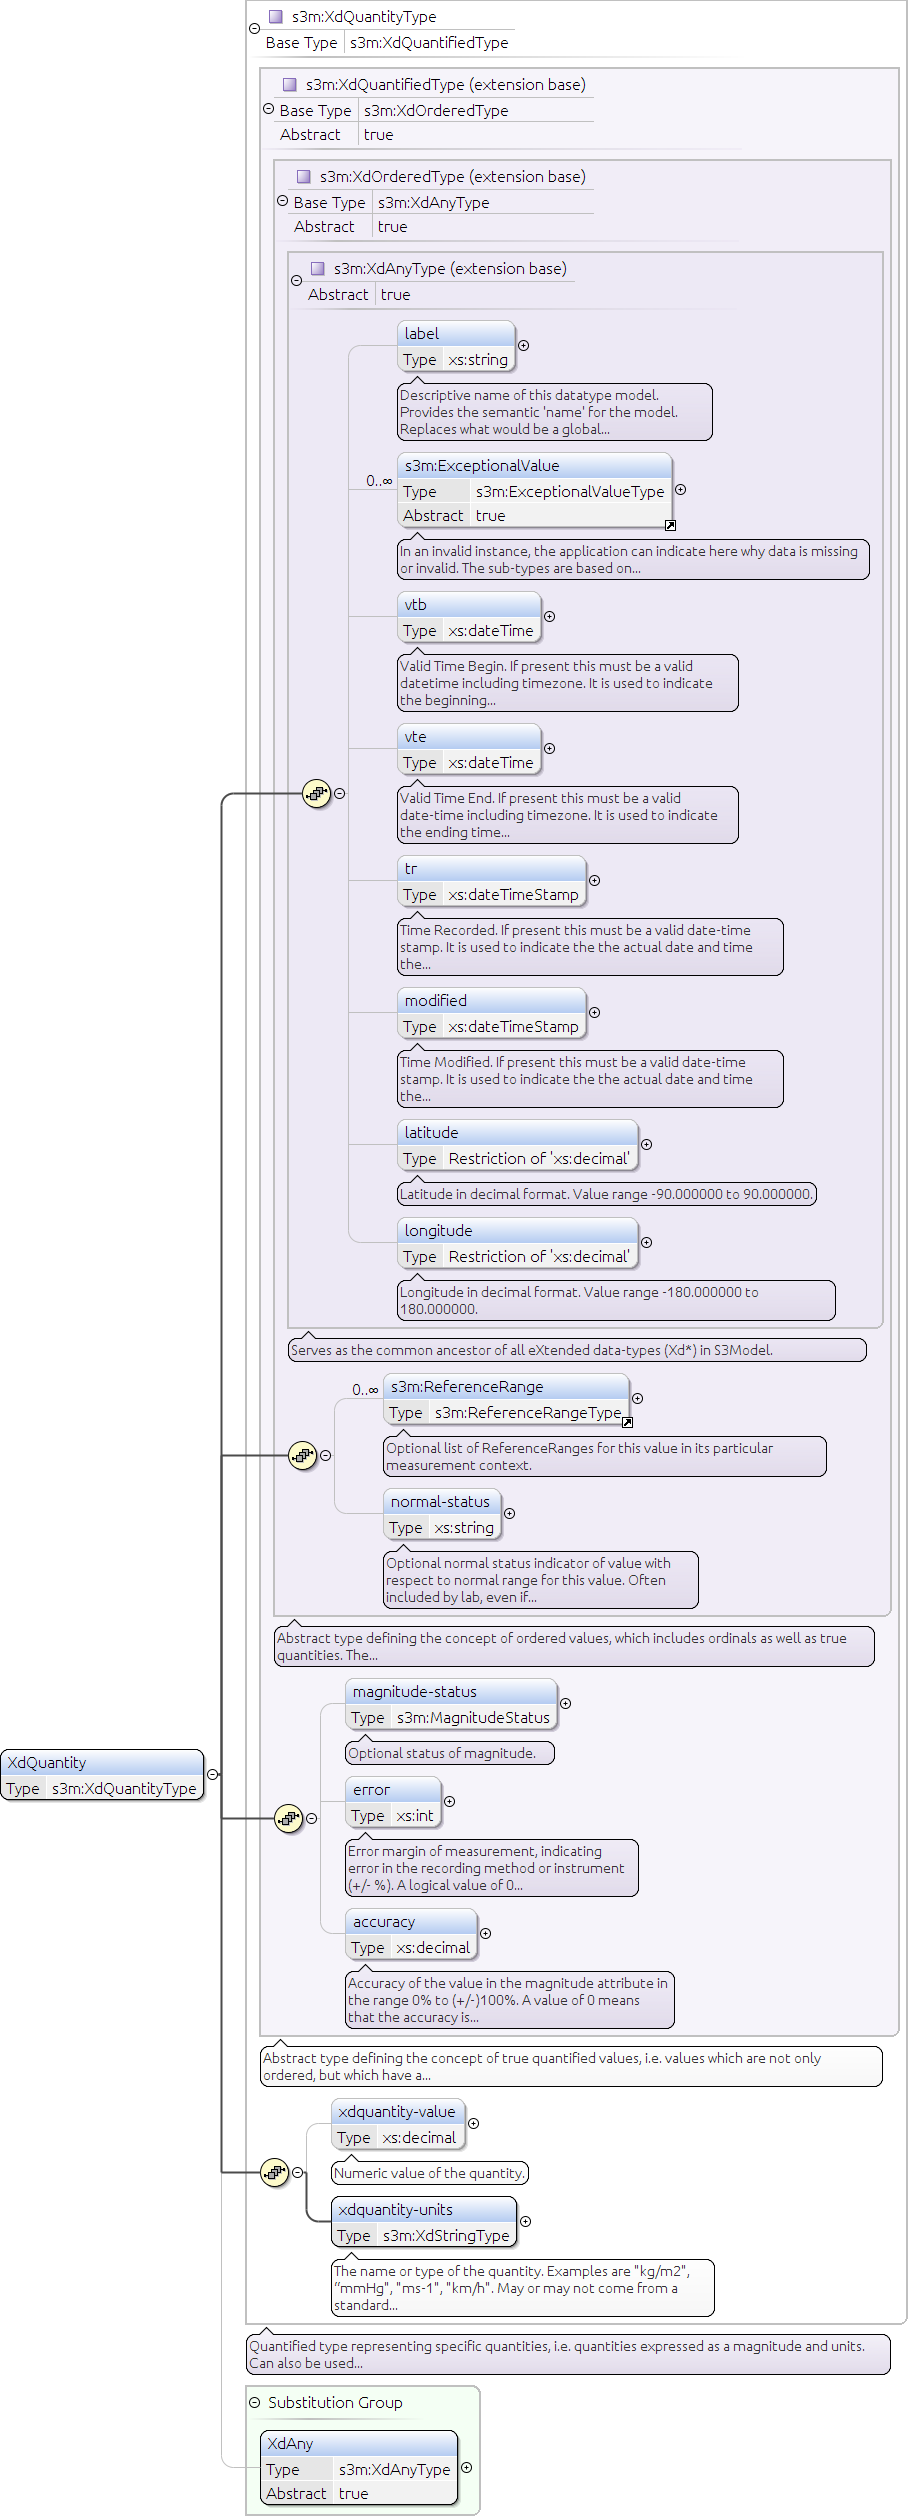 s3m:XdQuantityType
Base Type s3m:XdQuantifiedType
s3m:XdQuantifiedType (extension base)
Base Type s3m:XdOrderedType
Abstract true
s3m:XdOrderedType (extension base)
Base Type s3m:XdAnyType
Abstract true
s3m:XdAnyType (extension base)
Abstract true
label
Type xs:string
Descriptive name of this datatype model.
Provides the semantic 'name' for the model.
Replaces what would be a global...
0..∞
s3m:ExceptionalValue
Type s3m:ExceptionalValueType
Abstract true
In an invalid instance, the application can indicate here why data is missing
or invalid. The sub-types are based on...
vtb
Type xs:dateTime
Valid Time Begin. If present this must be a valid
datetime including timezone. It is used to indicate
the beginning...
vte
Type xs:dateTime
Valid Time End. If present this must be a valid
date-time including timezone. It is used to indicate
the ending time...
tr
Type xs:dateTimeStamp
Time Recorded. If present this must be a valid date-time
stamp. It is used to indicate the the actual date and time
the...
modified
Type xs:dateTimeStamp
Time Modified. If present this must be a valid date-time
stamp. It is used to indicate the the actual date and time
the...
latitude
Type Restriction of 'xs:decimal'
Latitude in decimal format. Value range -90.000000 to 90.000000.
longitude
Type Restriction of 'xs:decimal'
Longitude in decimal format. Value range -180.000000 to
180.000000.
Serves as the common ancestor of all eXtended data-types (Xd*) in S3Model.
0..∞
s3m:ReferenceRange
Type s3m:ReferenceRangeType
Optional list of ReferenceRanges for this value in its particular
measurement context.
normal-status
Type xs:string
Optional normal status indicator of value with
respect to normal range for this value. Often
included by lab, even if...
Abstract type defining the concept of ordered values, which includes ordinals as well as true
quantities. The...
magnitude-status
Type s3m:MagnitudeStatus
Optional status of magnitude.
XdQuantity
Type s3m:XdQuantityType
error
Type xs:int
Error margin of measurement, indicating
error in the recording method or instrument
(+/- %). A logical value of 0...
accuracy
Type xs:decimal
Accuracy of the value in the magnitude attribute in
the range 0% to (+/-)100%. A value of 0 means
that the accuracy is...
Abstract type defining the concept of true quantified values, i.e. values which are not only
ordered, but which have a...
xdquantity-value
Type xs:decimal
Numeric value of the quantity.
xdquantity-units
Type s3m:XdStringType
The name or type of the quantity. Examples are "kg/m2",
“mmHg", "ms-1", "km/h". May or may not come from a
standard...
Quantified type representing specific quantities, i.e. quantities expressed as a magnitude and units.
Can also be used...
Substitution Group
XdAny
Type s3m:XdAnyType
Abstract true